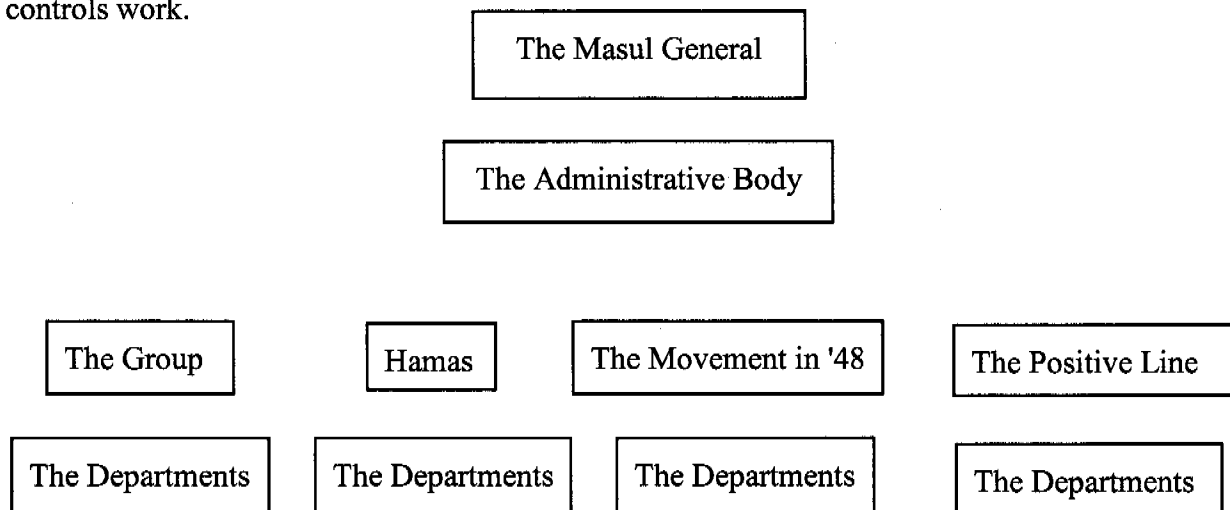 controls work.
The Masul General
The Administrative Body
The Group Hamas The Movement in '48 The Positive Line
The Departments The Departments The Departments The Departments